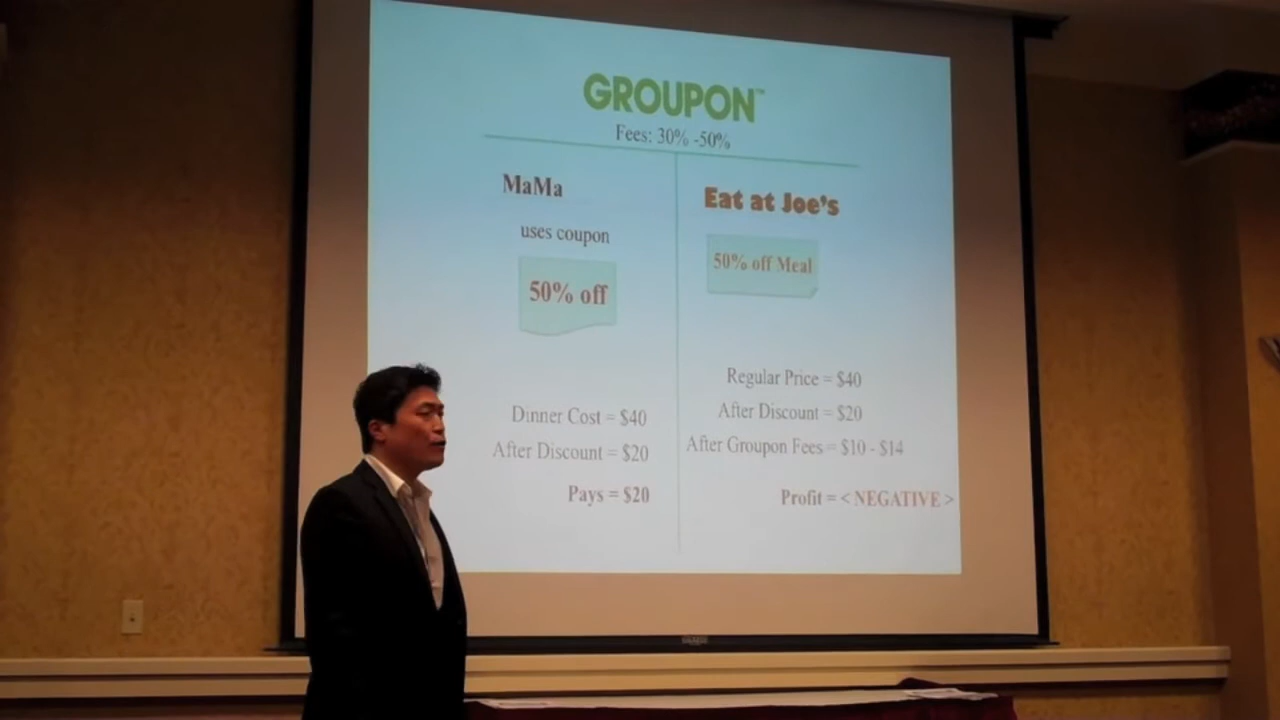 GROUPON™
Fees: 30% -50%
MaMa
uses coupon
50% off
Dinner Cost = $40
After Discount = $20
Pays = $20
Eat at Joe's
50% off Meal
Regular Price = $40
After Discount = $20
After Groupon Fees = $10 - $14
Profit = < NEGATIVE >